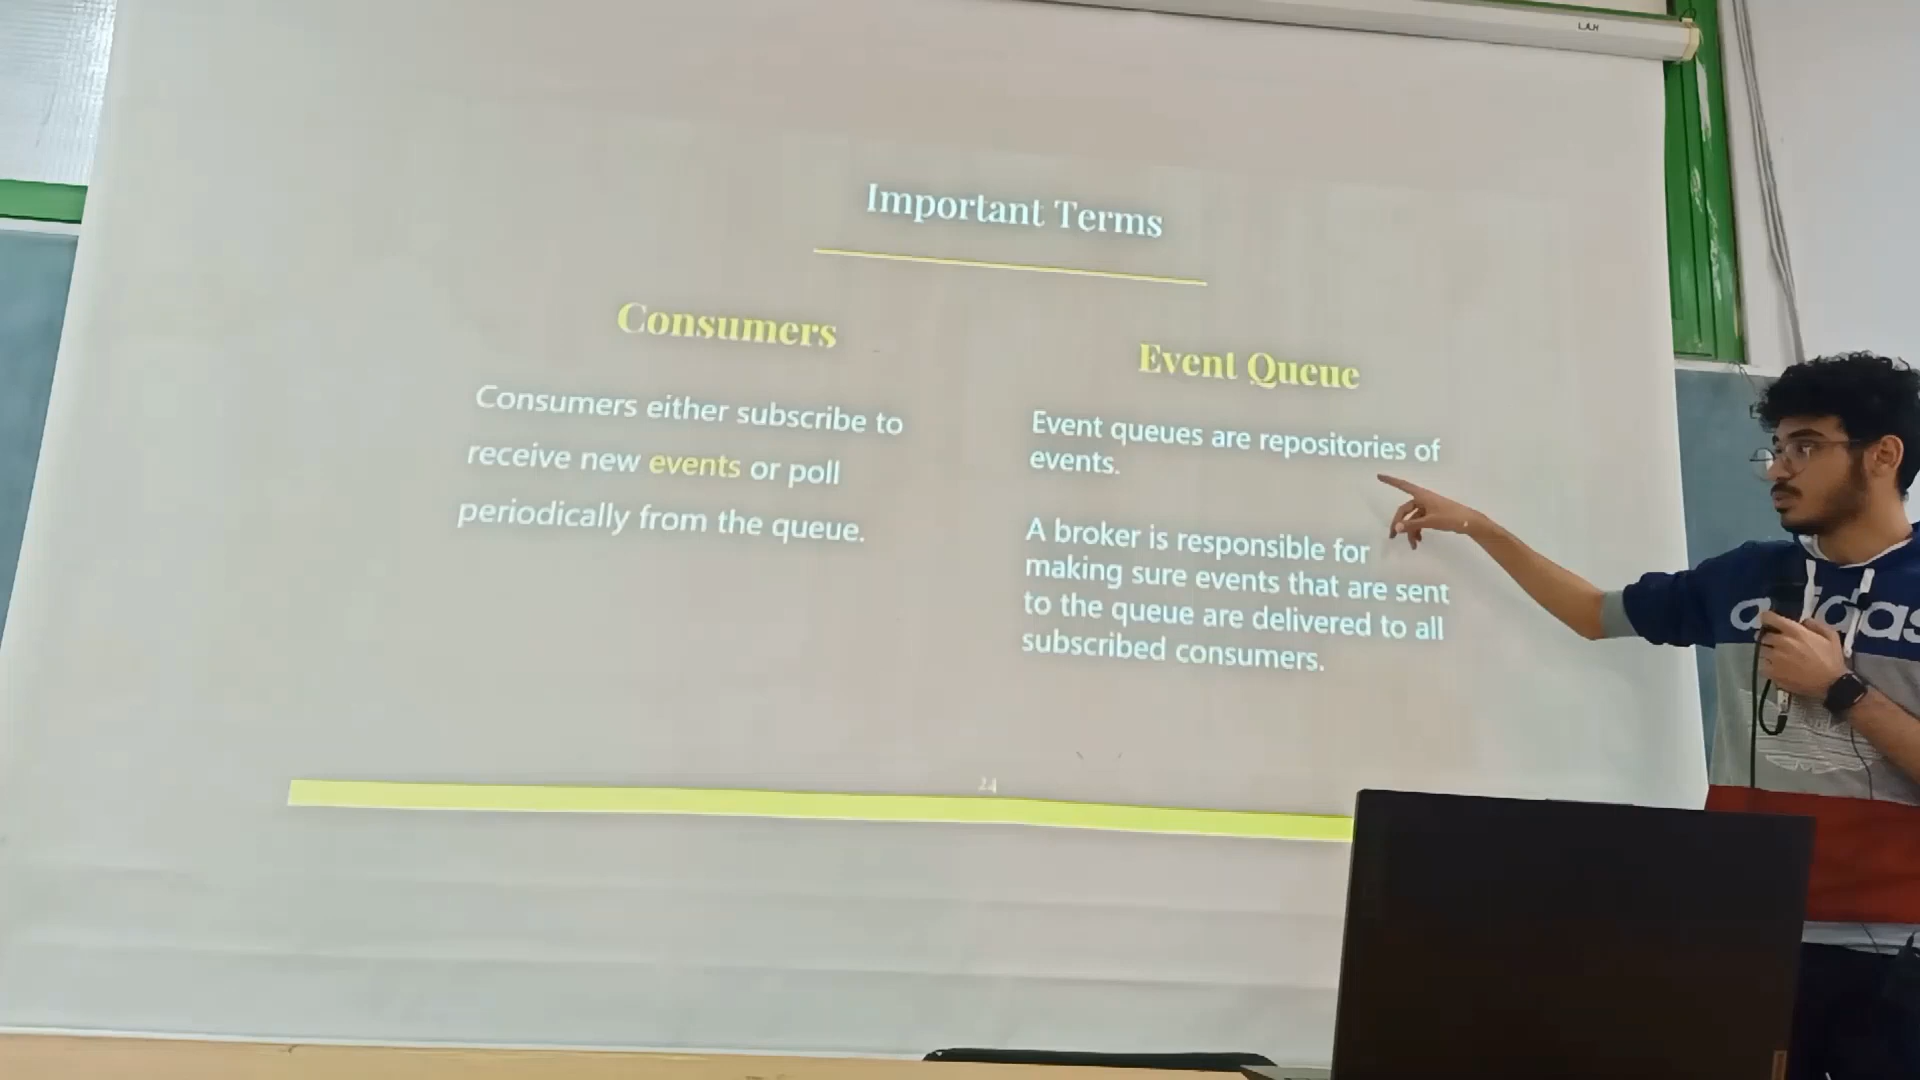 Important Terms
Consumers
Consumers either subscribe to
receive new events or poll
periodically from the queue.
Event Queue
Event queues are repositories of
events.
A broker is responsible for
making sure events that are sent
to the queue are delivered to all
subscribed consumers.
24
adidas